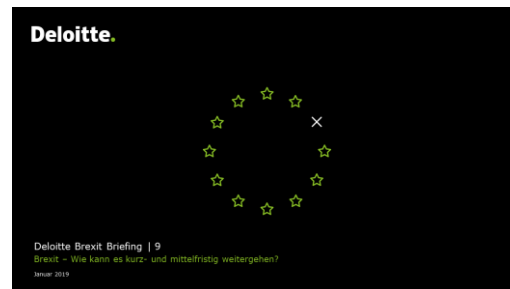 Deloitte.
Deloitte Brexit Briefing | 9
Brexit – Wie kann es kurz- und mittelfristig weitergehen?
Januar 2019